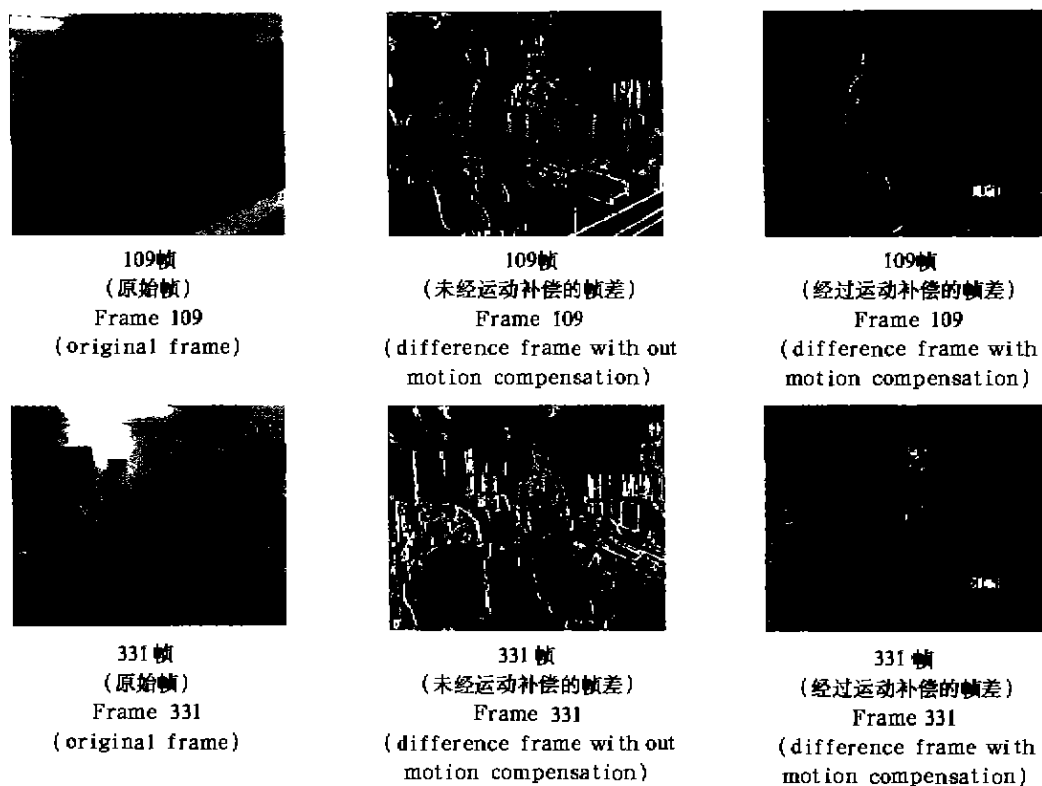 109帧
(原始帧)
Frame 109
(original frame)
109帧
(未经运动补偿的帧差)
Frame 109
(difference frame with out
motion compensation)
109帧
(经过运动补偿的帧差)
Frame 109
(difference frame with
motion compensation)
331帧
(原始帧)
Frame 331
(original frame)
331帧
(未经运动补偿的帧差)
Frame 331
(difference frame with out
motion compensation)
331帧
(经过运动补偿的帧差)
Frame 331
(difference frame with
motion compensation)